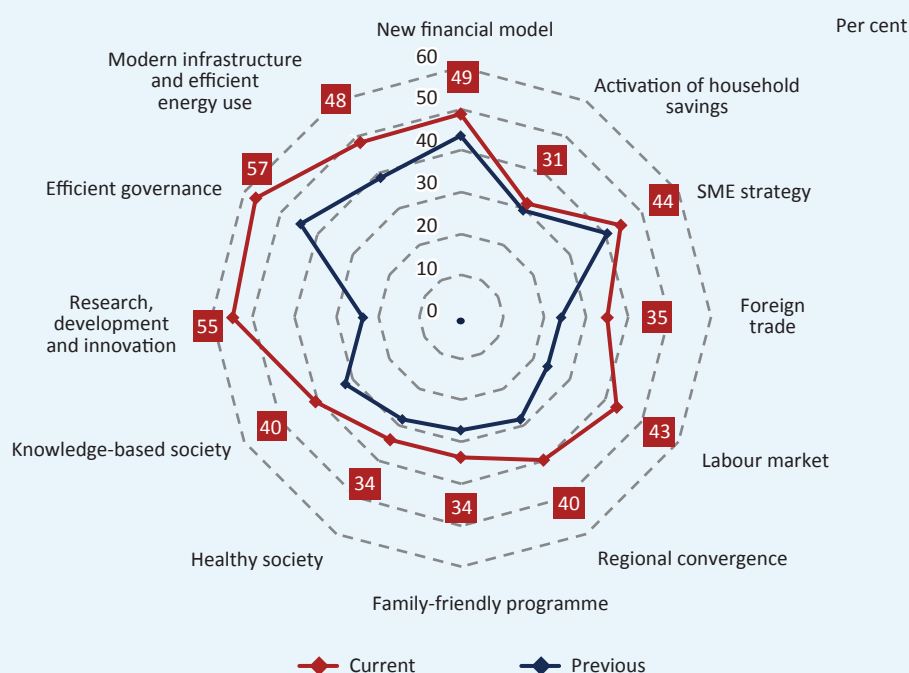 Per cent
New financial model
Modern infrastructure
and efficient
energy use
Activation of household
savings
SME strategy
Foreign
trade
Labour market
Regional convergence
Family-friendly programme
Healthy society
Knowledge-based society
Research,
development
and innovation
Efficient governance
60
50
40
30
20
10
0
49
31
44
35
43
40
34
34
40
55
57
48
Current
Previous